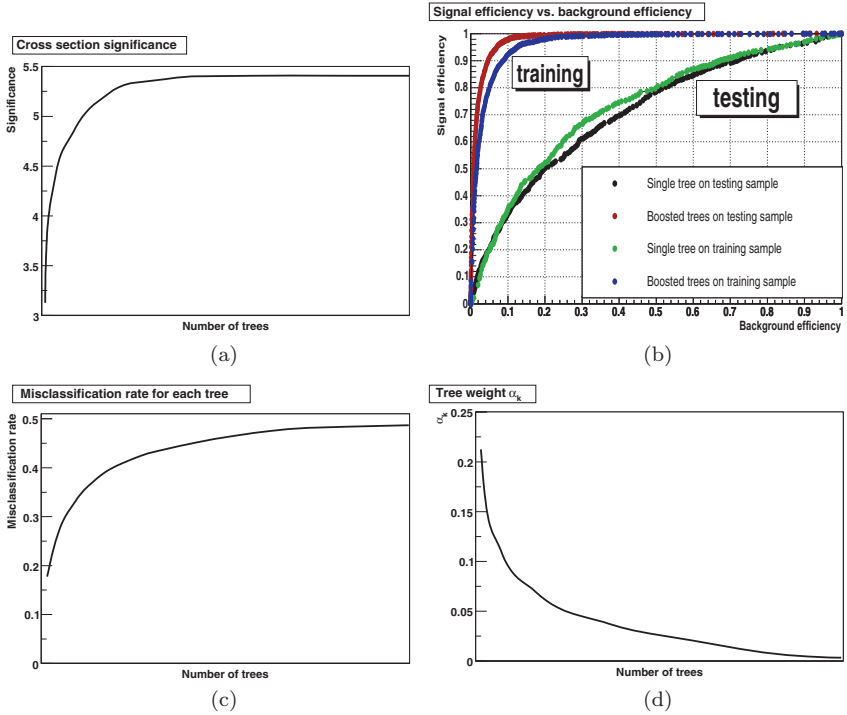 Cross section significance
Significance
5.5
5
4.5
4
3.5
3
Number of trees
(a)
Signal efficiency vs. background efficiency
Signal efficiency
1
0.9
0.8
0.7
0.6
0.5
0.4
0.3
0.2
0.1
0
training
testing
Single tree on testing sample
Boosted trees on testing sample
Single tree on training sample
Boosted trees on training sample
0 0.1 0.2 0.3 0.4 0.5 0.6 0.7 0.8 0.9 1
Background efficiency
(b)
Misclassification rate for each tree
Misclassification rate
0.5
0.4
0.3
0.2
0.1
0
Number of trees
(c)
Tree weight αk
αk
0.25
0.2
0.15
0.1
0.05
0
Number of trees
(d)